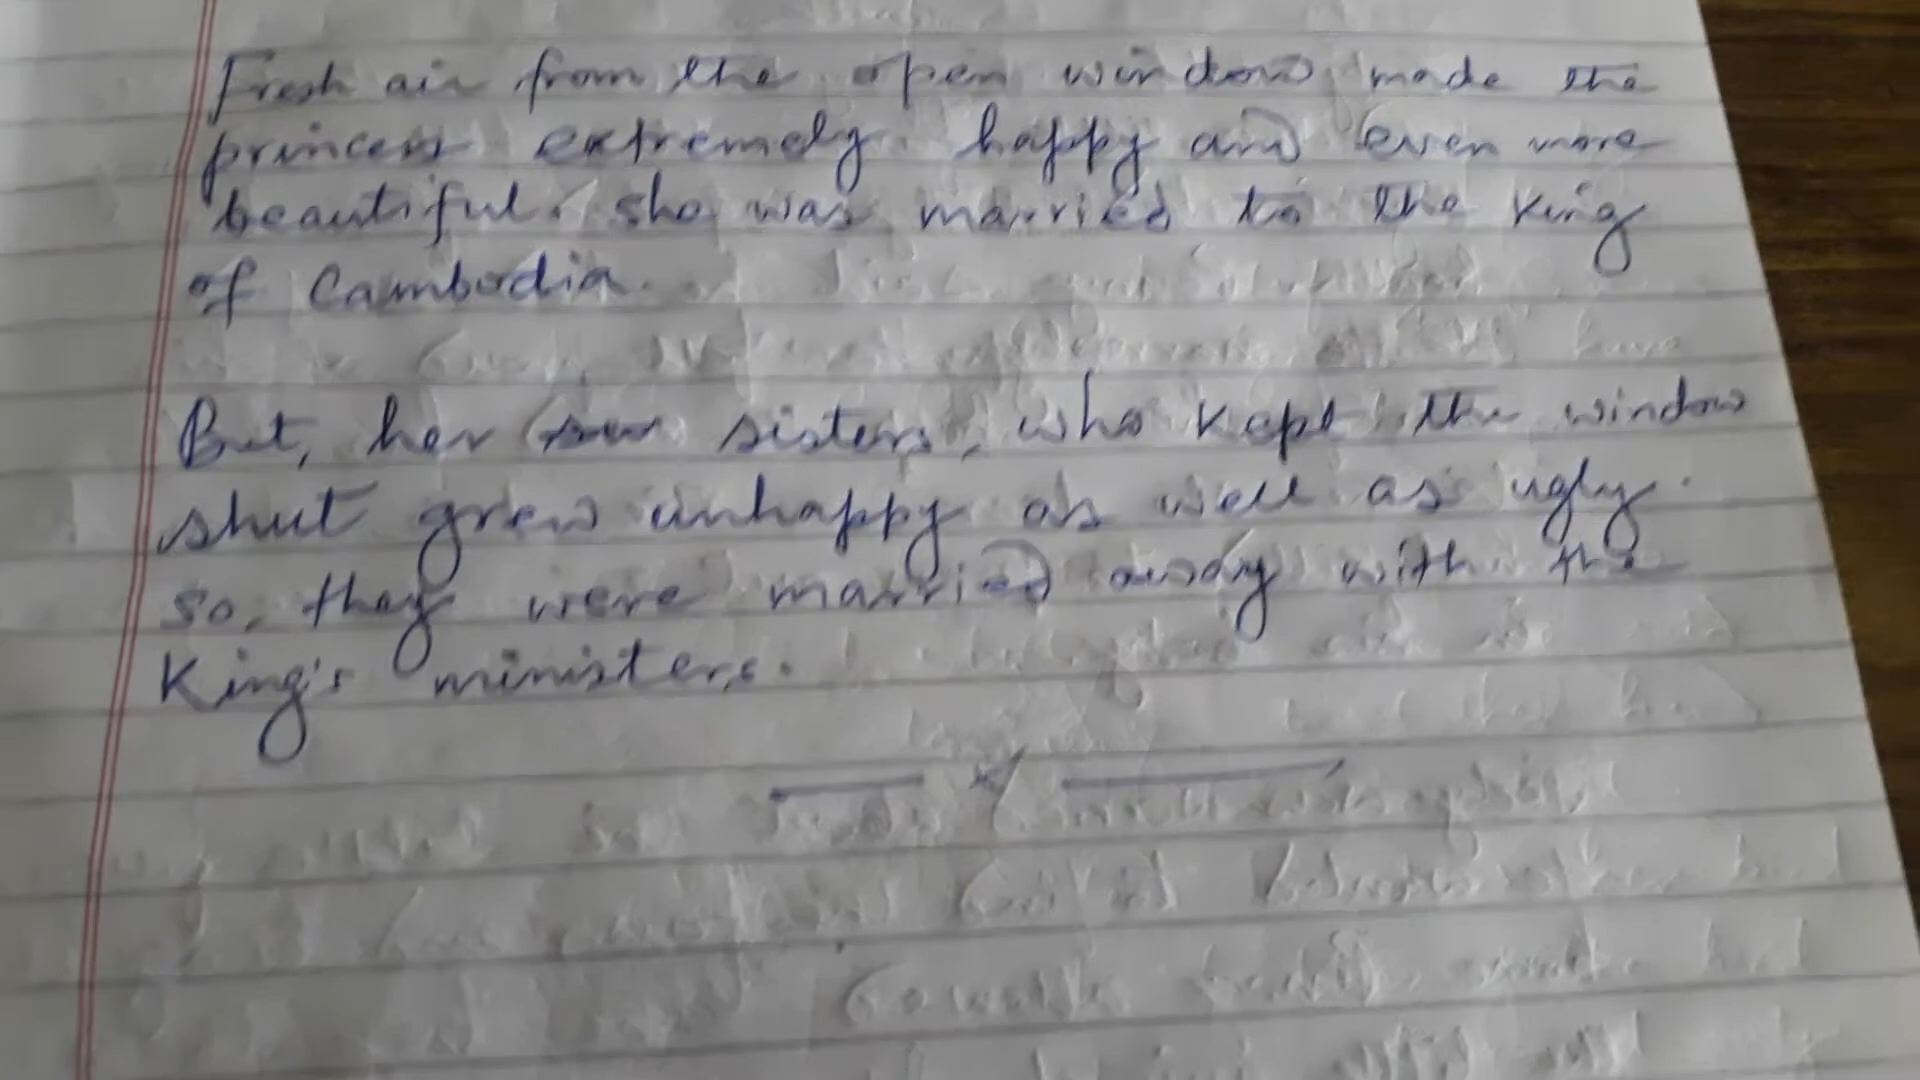 Fresh air from the open window made the
princess extremely happy and even more
beautiful. She was married to the King
of Cambodia.
But, her sisters, who kept the window
shut grew unhappy as well as ugly.
So, they were married away with the
King's ministers.